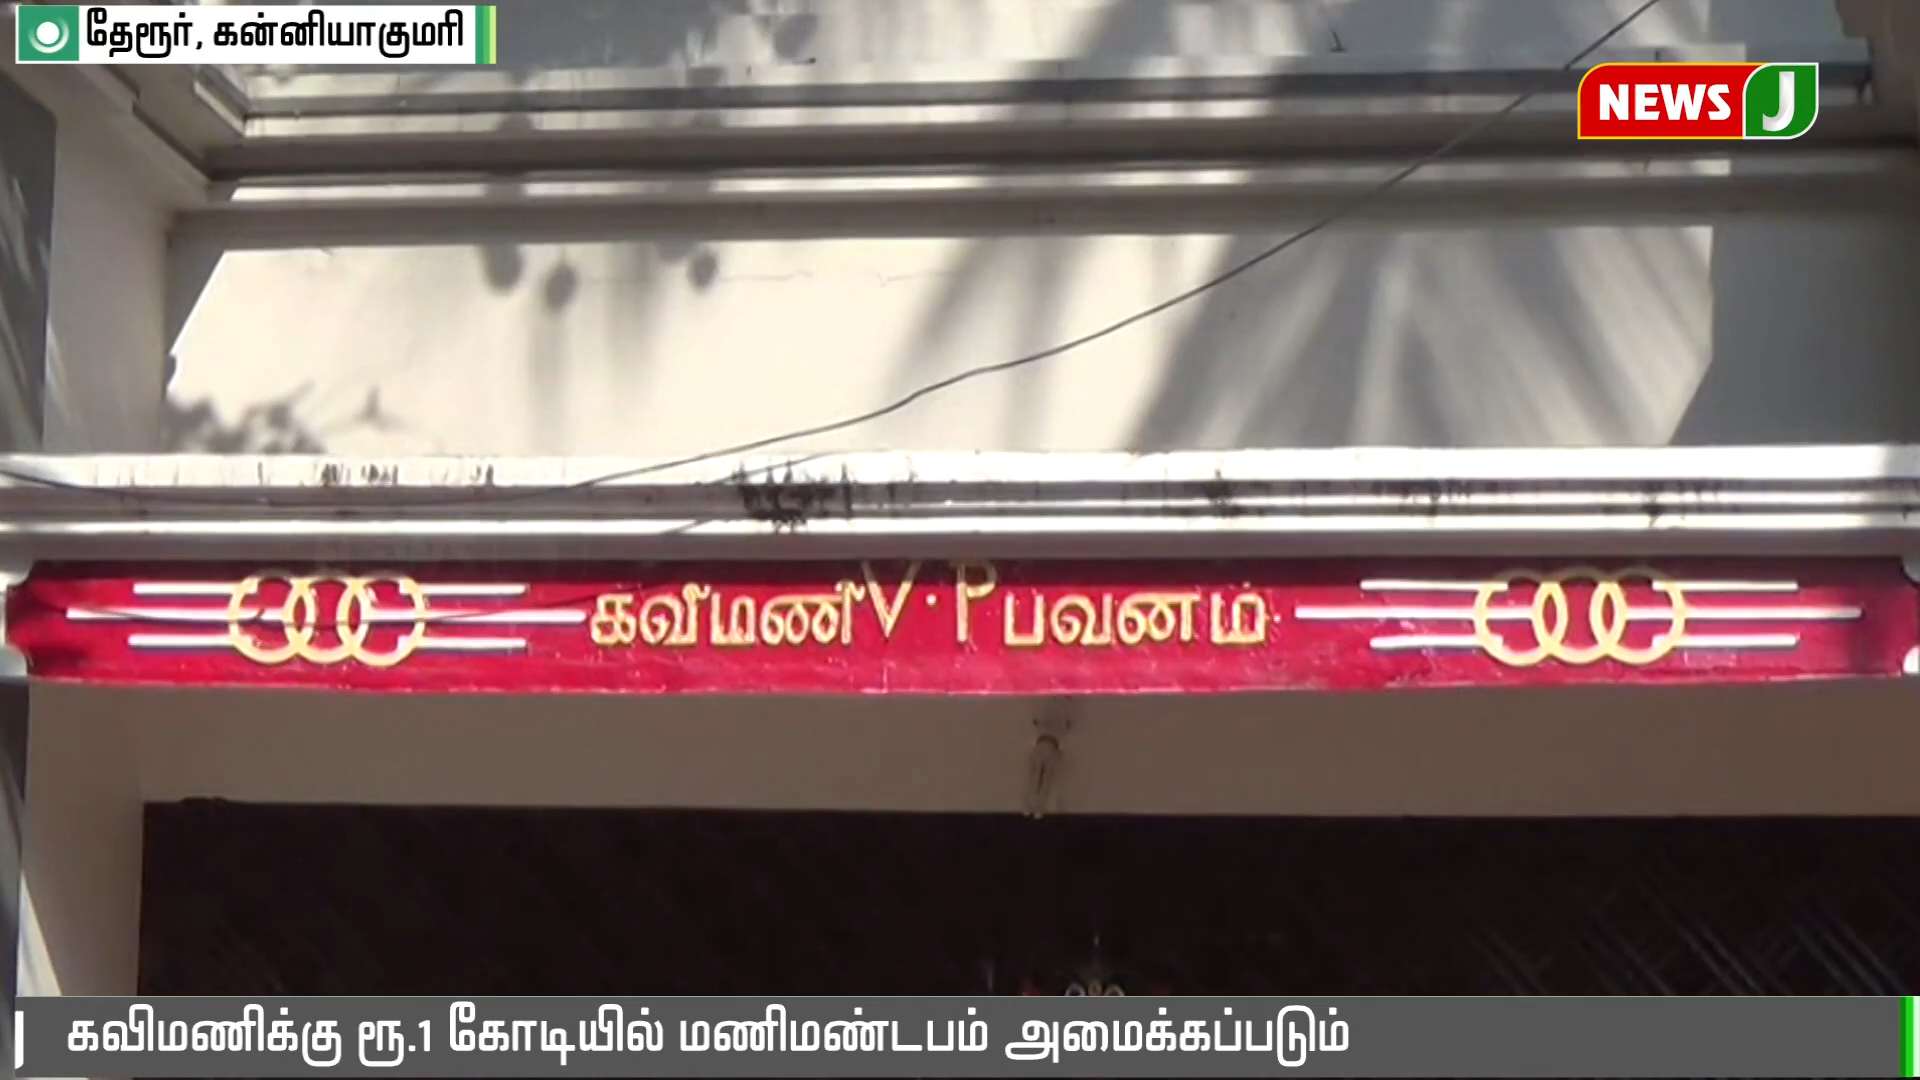 தேரூர், கன்னியாகுமரி
NEWS J
கவிமணி V.P பவனம்
கவிமணிக்கு ரூ.1 கோடியில் மணிமண்டபம் அமைக்கப்படும்